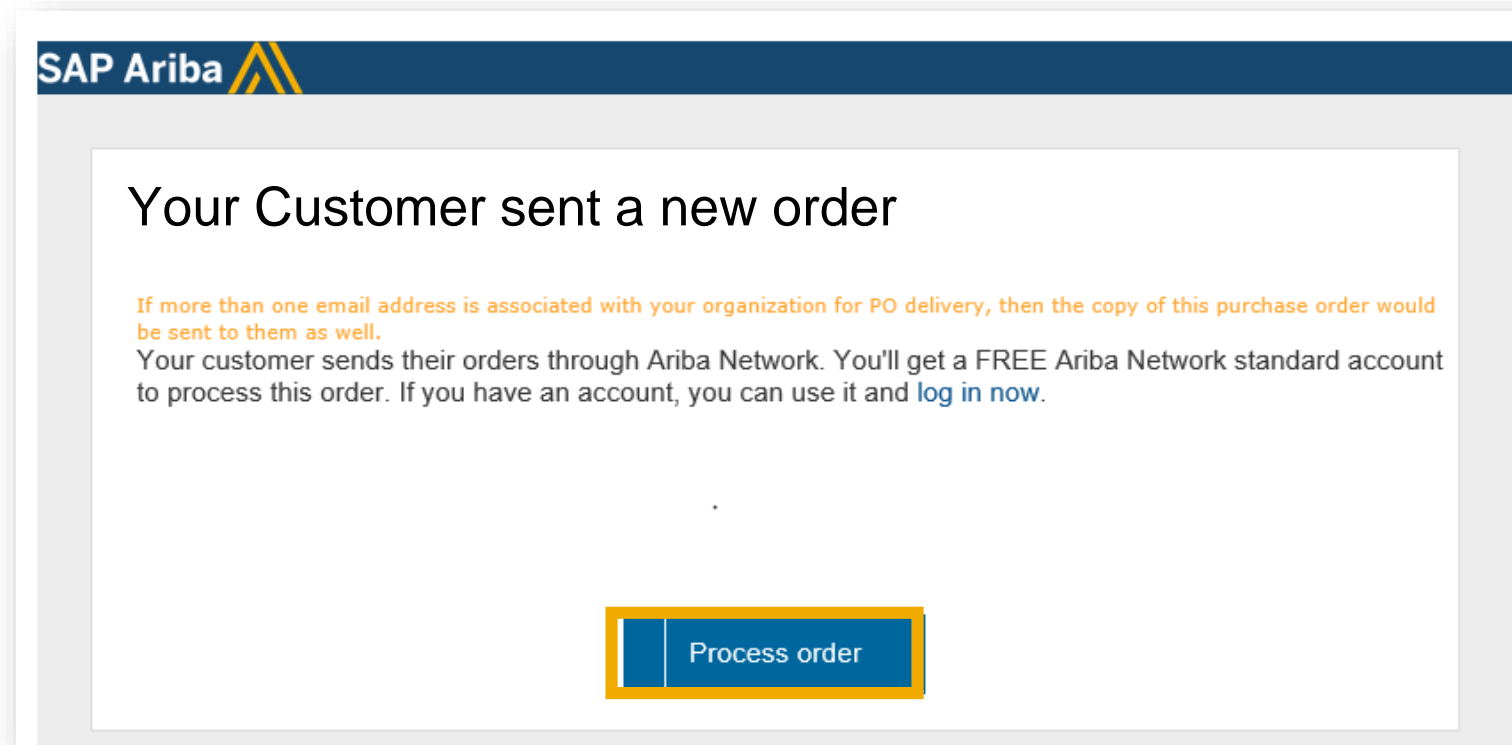 SAP Ariba
Your Customer sent a new order
If more than one email address is associated with your organization for PO delivery, then the copy of this purchase order would
be sent to them as well.
Your customer sends their orders through Ariba Network. You'll get a FREE Ariba Network standard account
to process this order. If you have an account, you can use it and log in now.
.
Process order